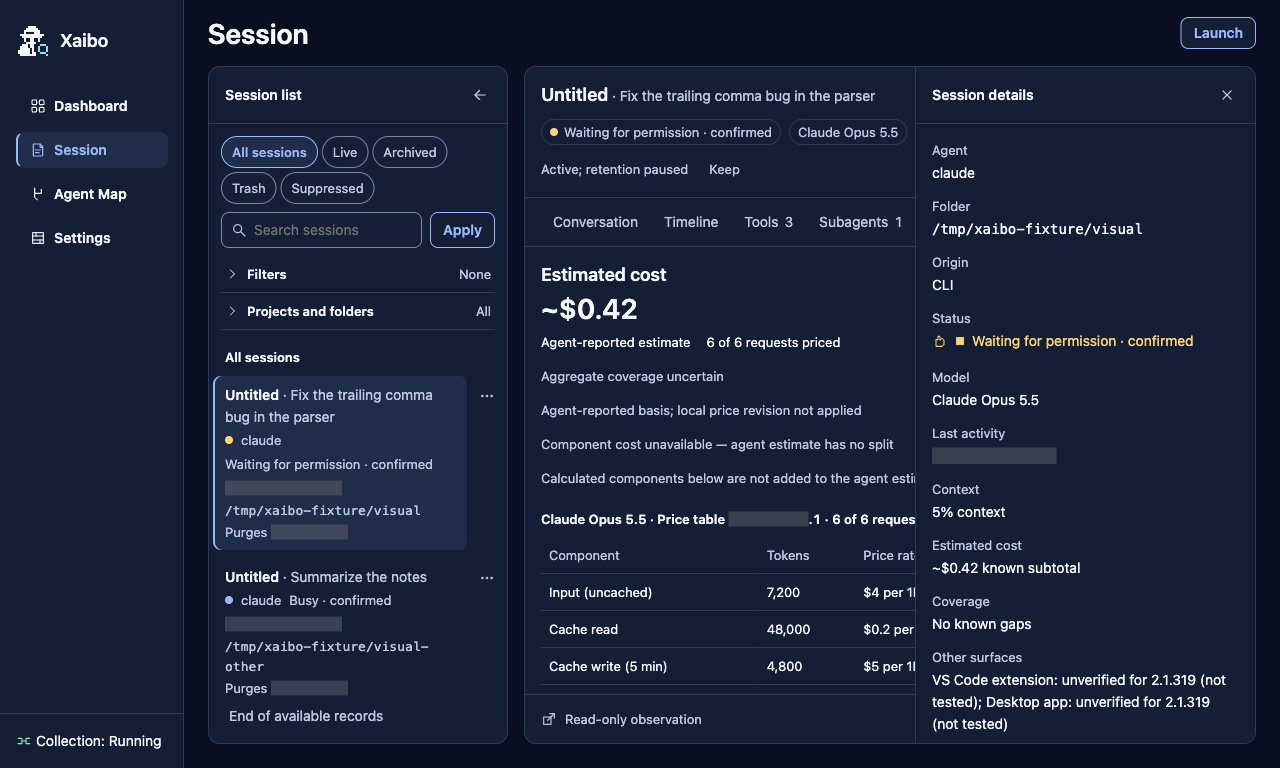 Xaibo
Dashboard
Session
Agent Map
Settings
Collection: Running
Session
Launch
Session list
All sessions
Live
Archived
Trash
Suppressed
Search sessions
Apply
Filters
None
Projects and folders
All
All sessions
Untitled · Fix the trailing comma
bug in the parser
claude
Waiting for permission · confirmed
/tmp/xaibo-fixture/visual
Purges
Untitled · Summarize the notes
claude Busy · confirmed
/tmp/xaibo-fixture/visual-
other
Purges
End of available records
Untitled · Fix the trailing comma bug in the parser
Waiting for permission · confirmed
Claude Opus 5.5
Active; retention paused
Keep
Conversation
Timeline
Tools 3
Subagents 1
Estimated cost
~$0.42
Agent-reported estimate
6 of 6 requests priced
Aggregate coverage uncertain
Agent-reported basis; local price revision not applied
Component cost unavailable — agent estimate has no split
Calculated components below are not added to the agent
Claude Opus 5.5 · Price table .1 · 6 of 6
Component Tokens Price
Input (uncached) 7,200 $4 per
Cache read 48,000 $0.2 per
Cache write (5 min) 4,800 $5 per
Read-only observation
Session details
Agent
claude
Folder
/tmp/xaibo-fixture/visual
Origin
CLI
Status
Waiting for permission · confirmed
Model
Claude Opus 5.5
Last activity
Context
5% context
Estimated cost
~$0.42 known subtotal
Coverage
No known gaps
Other surfaces
VS Code extension: unverified for 2.1.319 (not
tested); Desktop app: unverified for 2.1.319
(not tested)